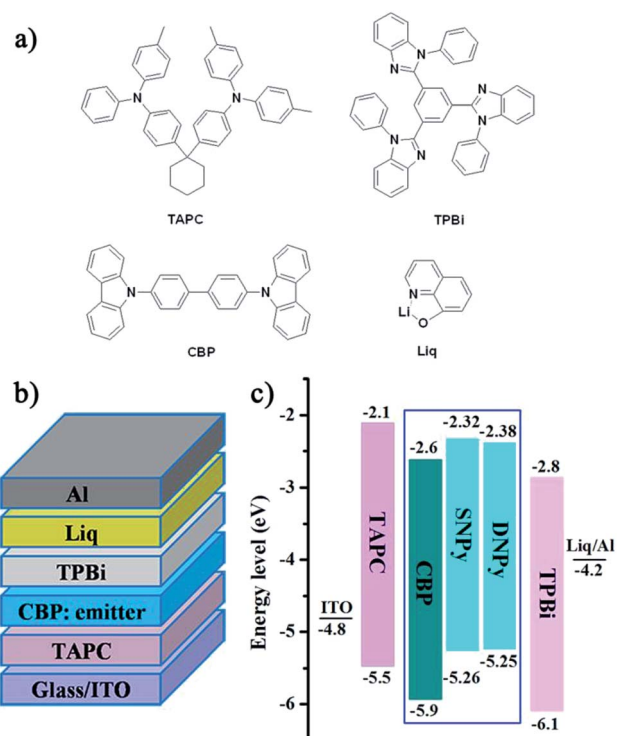 a)
N
N
TAPC
N
N
N
N
N
N
TPBi
N
N
CBP
N
Li
O
Liq
b)
Al
Liq
TPBi
CBP: emitter
TAPC
Glass/ITO
c)
Energy level (eV)
-2
-3
-4
-5
-6
ITO
-4.8
-2.1
TAPC
-5.5
-2.6
CBP
-5.9
-2.32
SNPy
-5.26
-2.38
DNPy
-5.25
-2.8
TPBi
-6.1
Liq/Al
-4.2